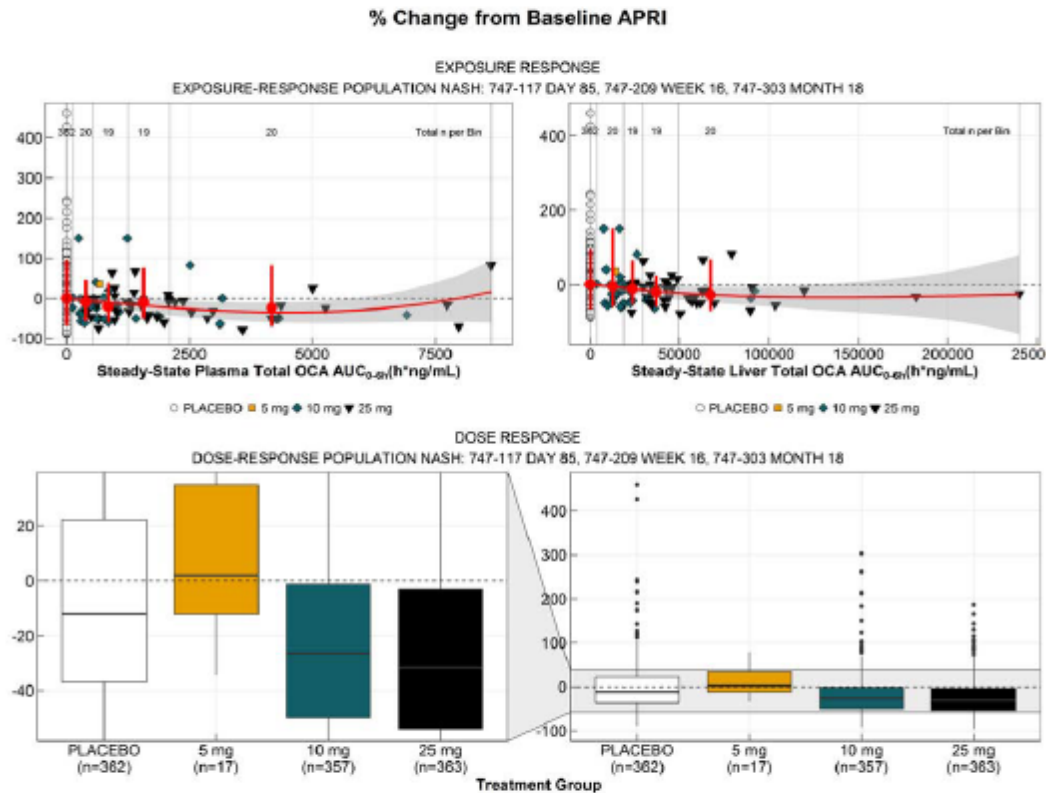 % Change from Baseline APRI
EXPOSURE RESPONSE
EXPOSURE-RESPONSE POPULATION NASH: 747-117 DAY 85, 747-209 WEEK 16, 747-303 MONTH 18
400
300
200
100
0
-100
362 20 19 19 20 Total n per Bin
0 2500 5000 7500
Steady-State Plasma Total OCA AUC0-6h(h*ng/mL)
PLACEBO 5 mg 10 mg 25 mg
400
300
200
100
0
-100
362 20 19 19 20 Total n per Bin
0 50000 100000 150000 200000 2400
Steady-State Liver Total OCA AUC0-6h(h*ng/mL)
PLACEBO 5 mg 10 mg 25 mg
DOSE RESPONSE
DOSE-RESPONSE POPULATION NASH: 747-117 DAY 85, 747-209 WEEK 16, 747-303 MONTH 18
20
0
-20
-40
PLACEBO 5 mg 10 mg 25 mg
(n=362) (n=17) (n=357) (n=363)
400
300
200
100
0
-100
PLACEBO 5 mg 10 mg 25 mg
(n=362) (n=17) (n=357) (n=363)
Treatment Group